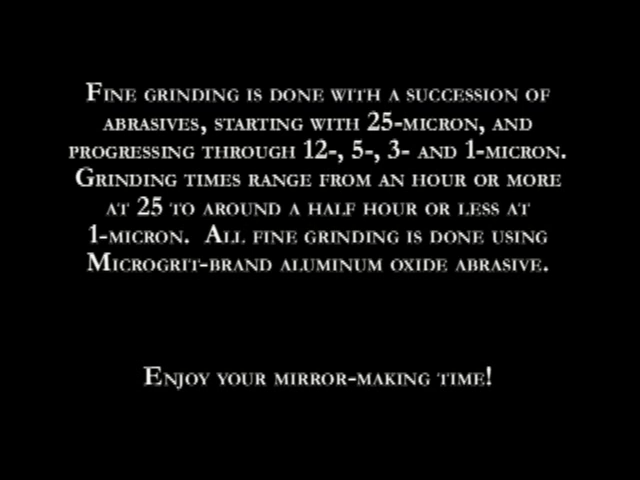 Fine grinding is done with a succession of
abrasives, starting with 25-micron, and
progressing through 12-, 5-, 3- and 1-micron.
Grinding times range from an hour or more
at 25 to around a half hour or less at
1-micron. All fine grinding is done using
Microgrit-brand aluminum oxide abrasive.
Enjoy your mirror-making time!